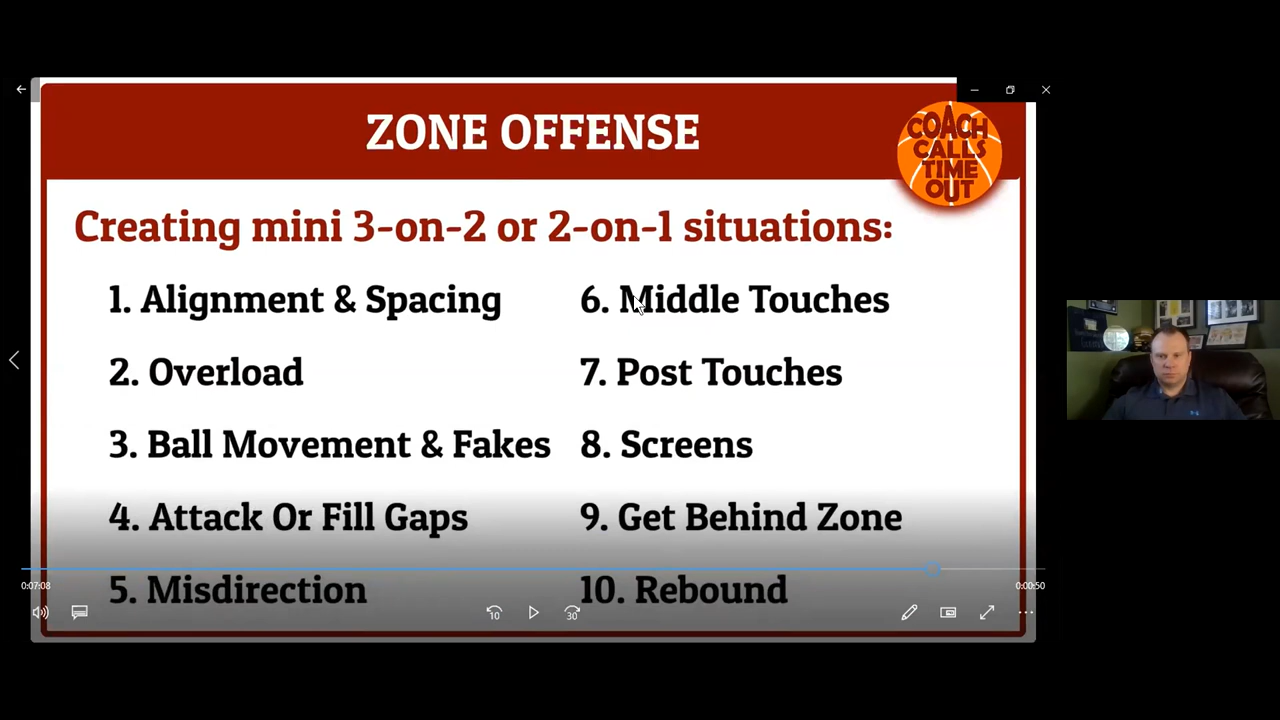 ZONE OFFENSE
COACH
CALLS
TIME
OUT
Creating mini 3-on-2 or 2-on-1 situations:
1. Alignment & Spacing
2. Overload
3. Ball Movement & Fakes
4. Attack Or Fill Gaps
5. Misdirection
6. Middle Touches
7. Post Touches
8. Screens
9. Get Behind Zone
10. Rebound
0:07:08
0:00:50
10
30